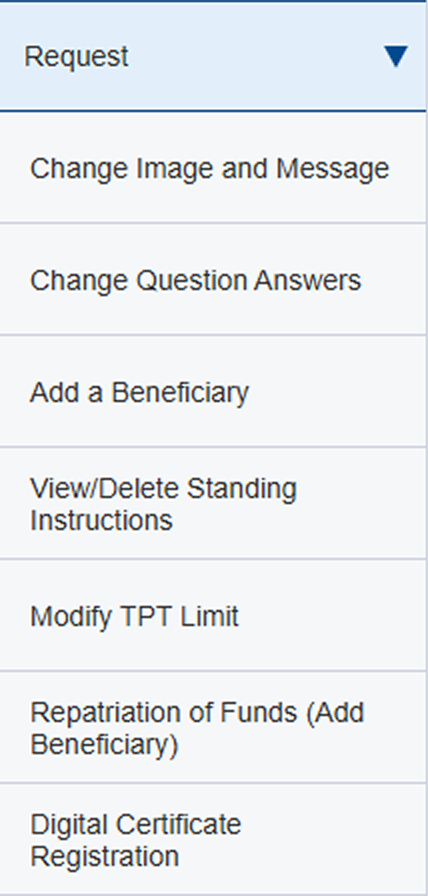 Request
Change Image and Message
Change Question Answers
Add a Beneficiary
View/Delete Standing
Instructions
Modify TPT Limit
Repatriation of Funds (Add
Beneficiary)
Digital Certificate
Registration